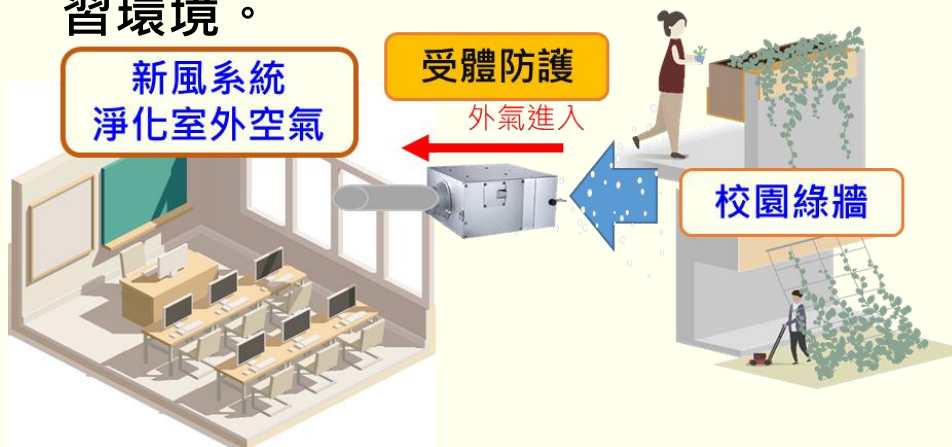 習環境。
新風系統
淨化室外空氣
受體防護
外氣進入
校園綠牆